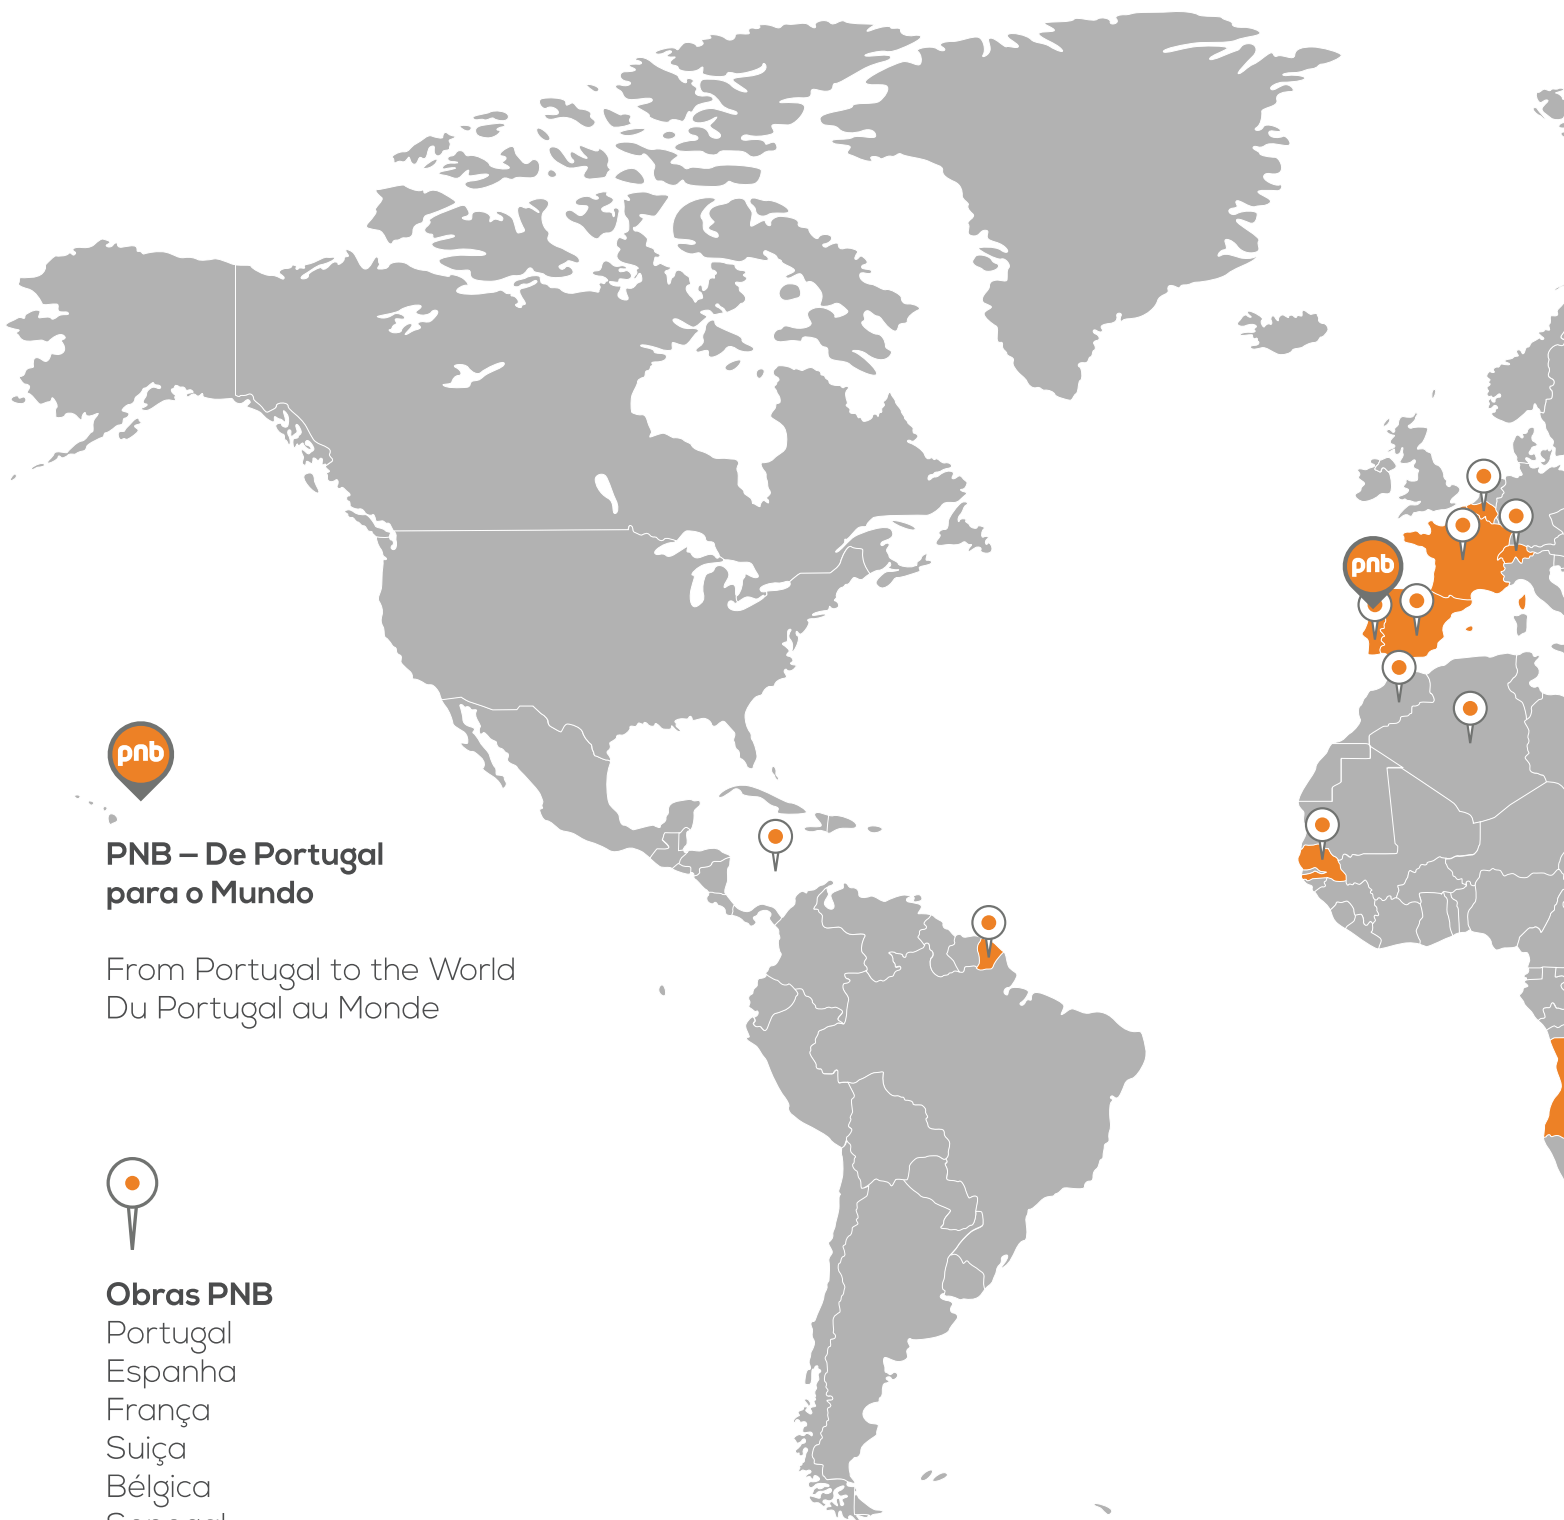 pnb
pnb
PNB – De Portugal
para o Mundo
From Portugal to the World
Du Portugal au Monde
Obras PNB
Portugal
Espanha
França
Suiça
Bélgica